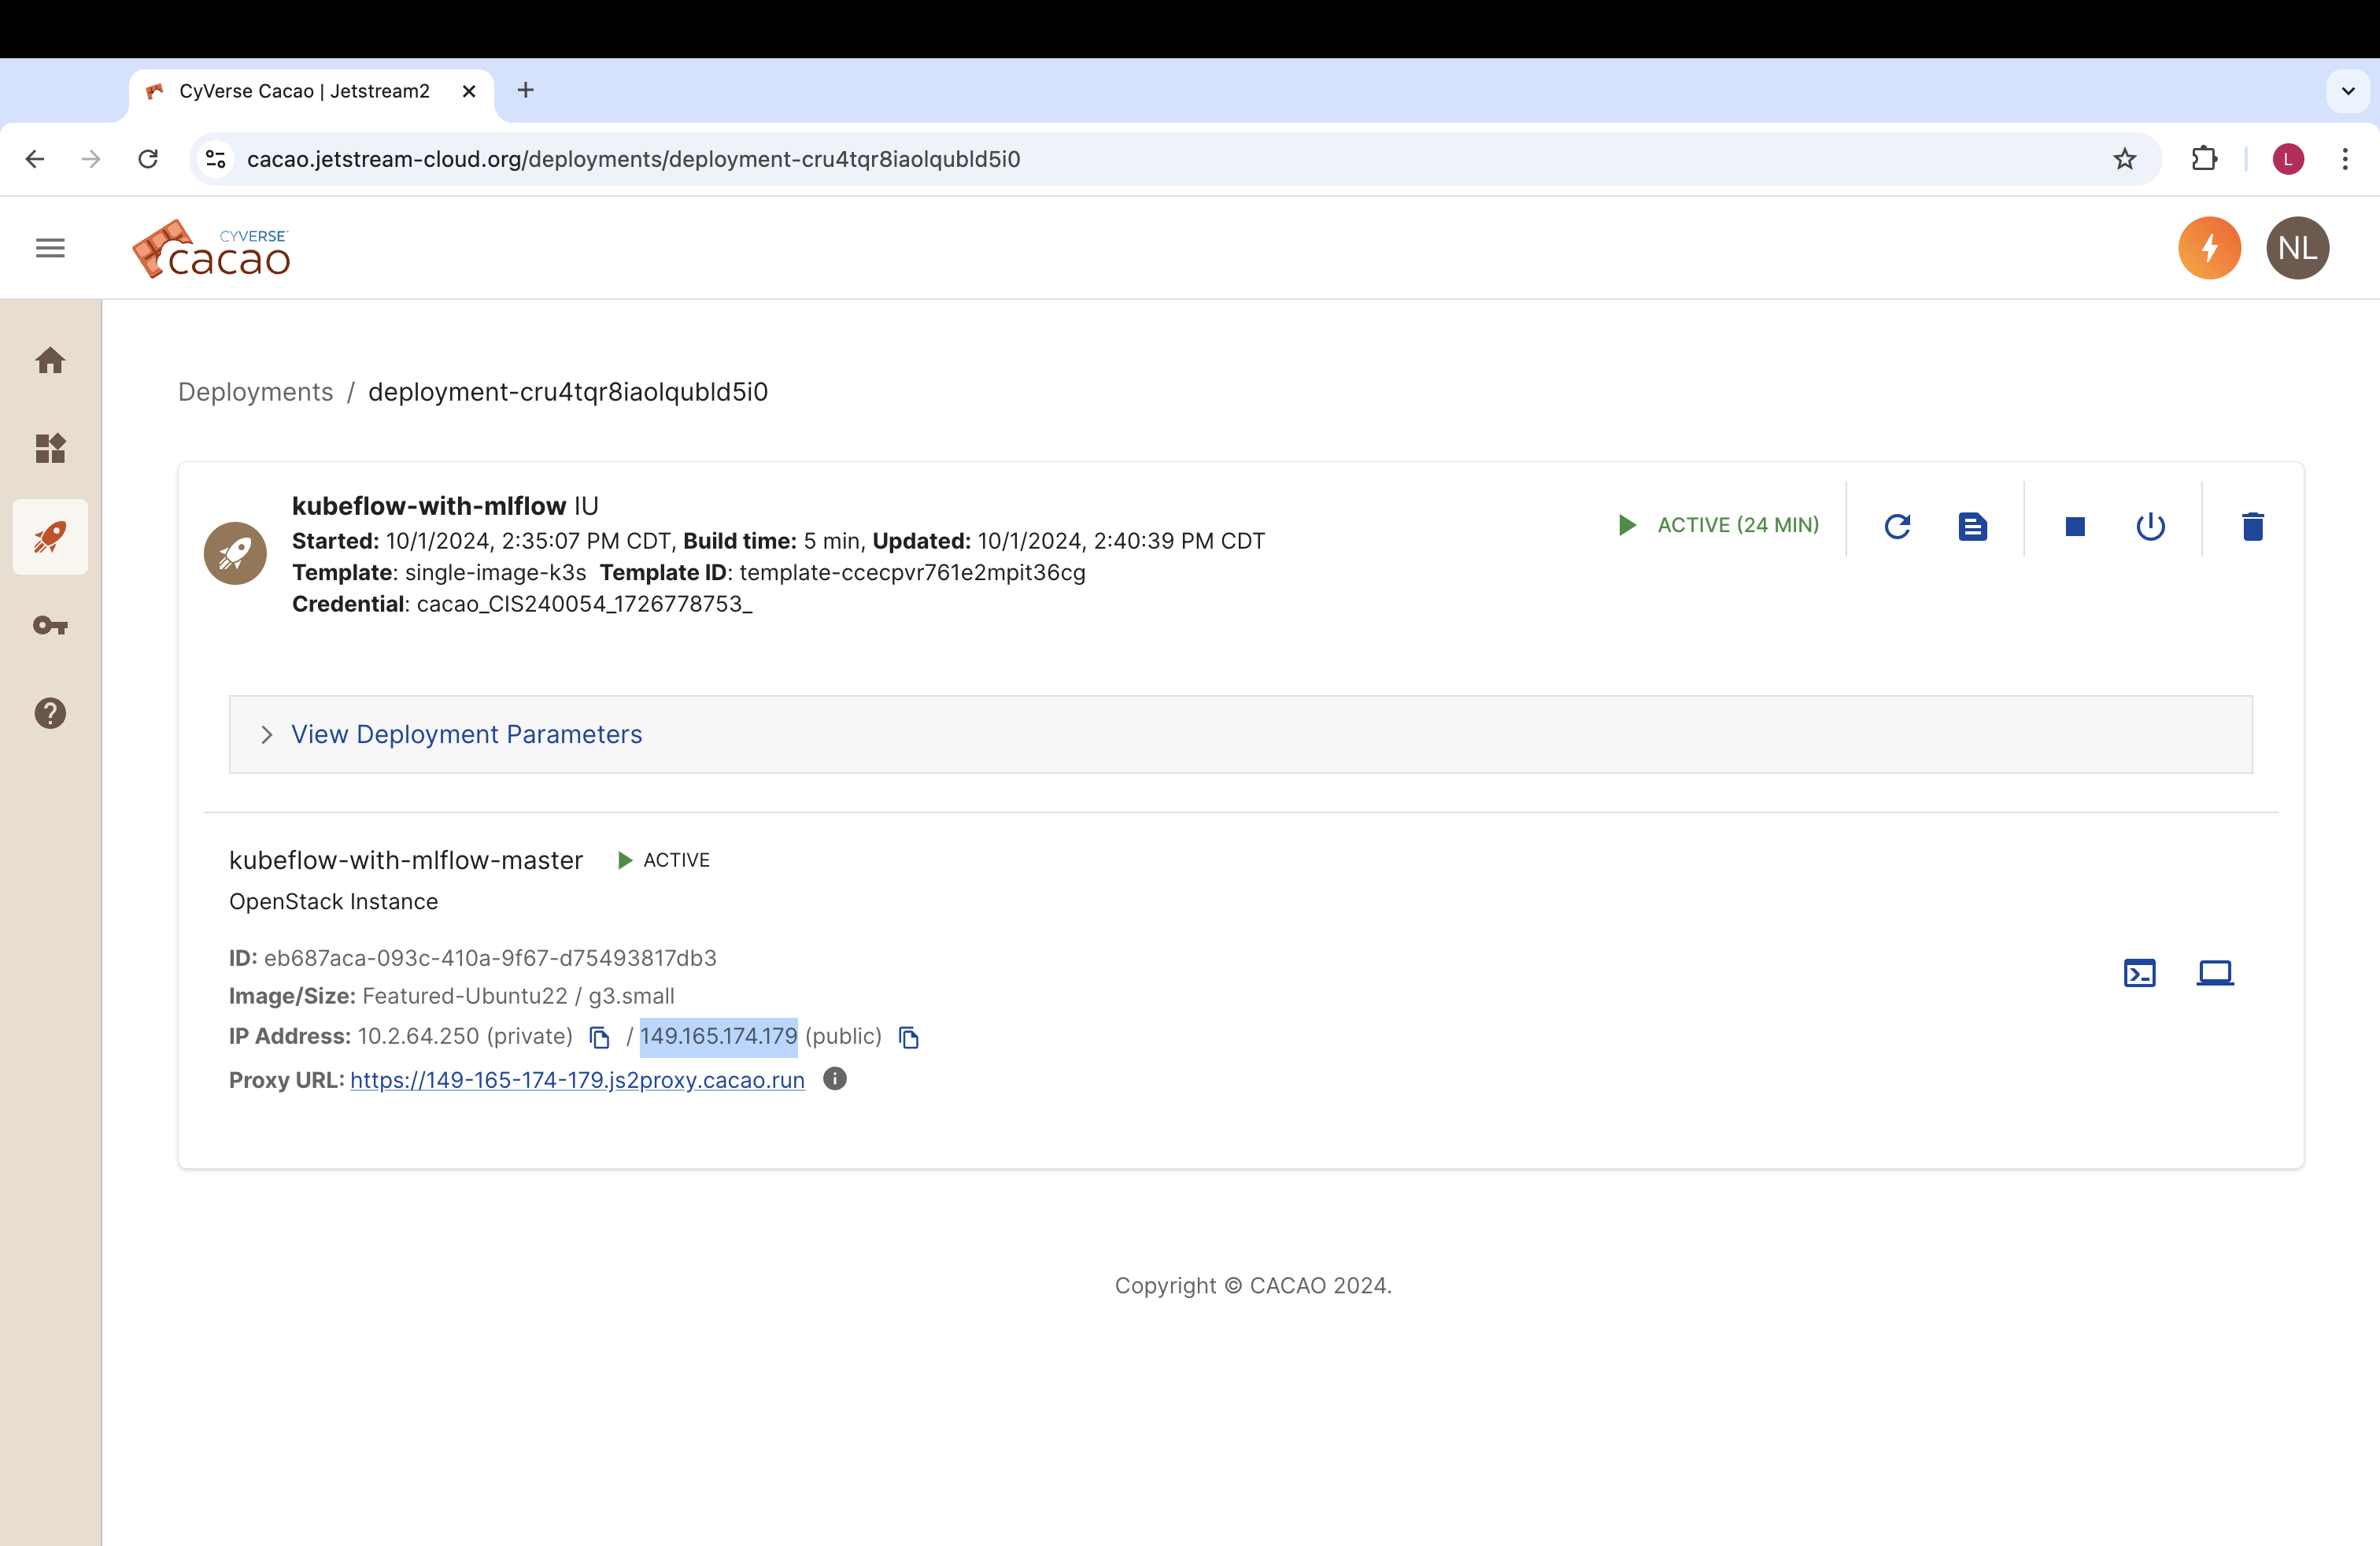 CyVerse Cacao | Jetstream2
cacao.jetstream-cloud.org/deployments/deployment-cru4tqr8iaolqubld5i0
L
CYVERSE
cacao
NL
Deployments / deployment-cru4tqr8iaolqubld5i0
kubeflow-with-mlflow IU
ACTIVE (24 MIN)
Started: 10/1/2024, 2:35:07 PM CDT, Build time: 5 min, Updated: 10/1/2024, 2:40:39 PM CDT
Template: single-image-k3s Template ID: template-ccecpvr761e2mpit36cg
Credential: cacao_CIS240054_1726778753_
View Deployment Parameters
kubeflow-with-mlflow-master ACTIVE
OpenStack Instance
ID: eb687aca-093c-410a-9f67-d75493817db3
Image/Size: Featured-Ubuntu22 / g3.small
IP Address: 10.2.64.250 (private) / 149.165.174.179 (public)
Proxy URL: https://149-165-174-179.js2proxy.cacao.run
Copyright © CACAO 2024.